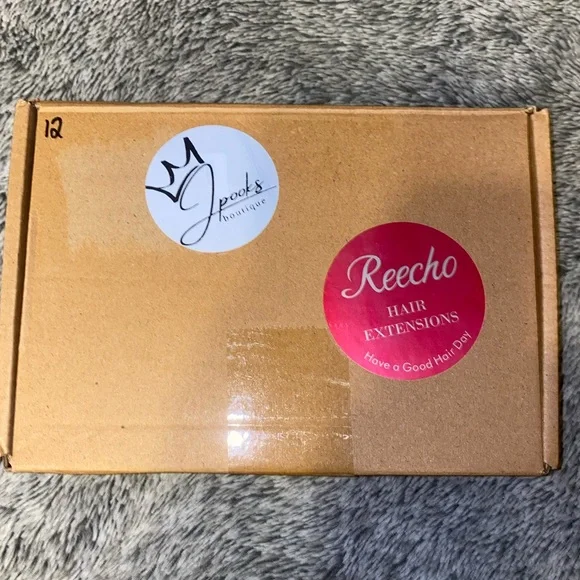 12
Jpooks
boutique
Reecho
HAIR
EXTENSIONS
Have a Good Hair Day